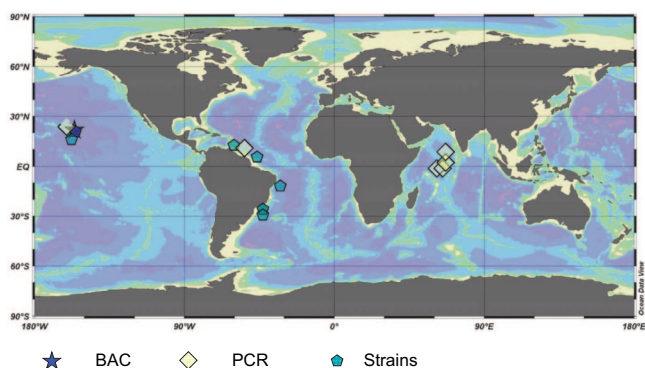 90°N
60°N
30°N
EQ
30°S
60°S
90°S
180°W 90°W 0° 90°E 180°E
Ocean Data View
BAC PCR Strains